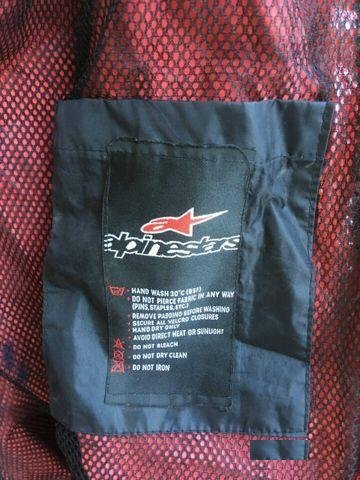 alpinestars
· HAND WASH 30°C (85F)
· DO NOT PIERCE FABRIC IN ANY WAY
(PINS, STAPLES, ETC.)
· REMOVE PADDING BEFORE WASHING
· SECURE ALL VELCRO CLOSURES
· HANG DRY ONLY
· AVOID DIRECT HEAT OR SUNLIGHT
· DO NOT BLEACH
· DO NOT DRY CLEAN
· DO NOT IRON